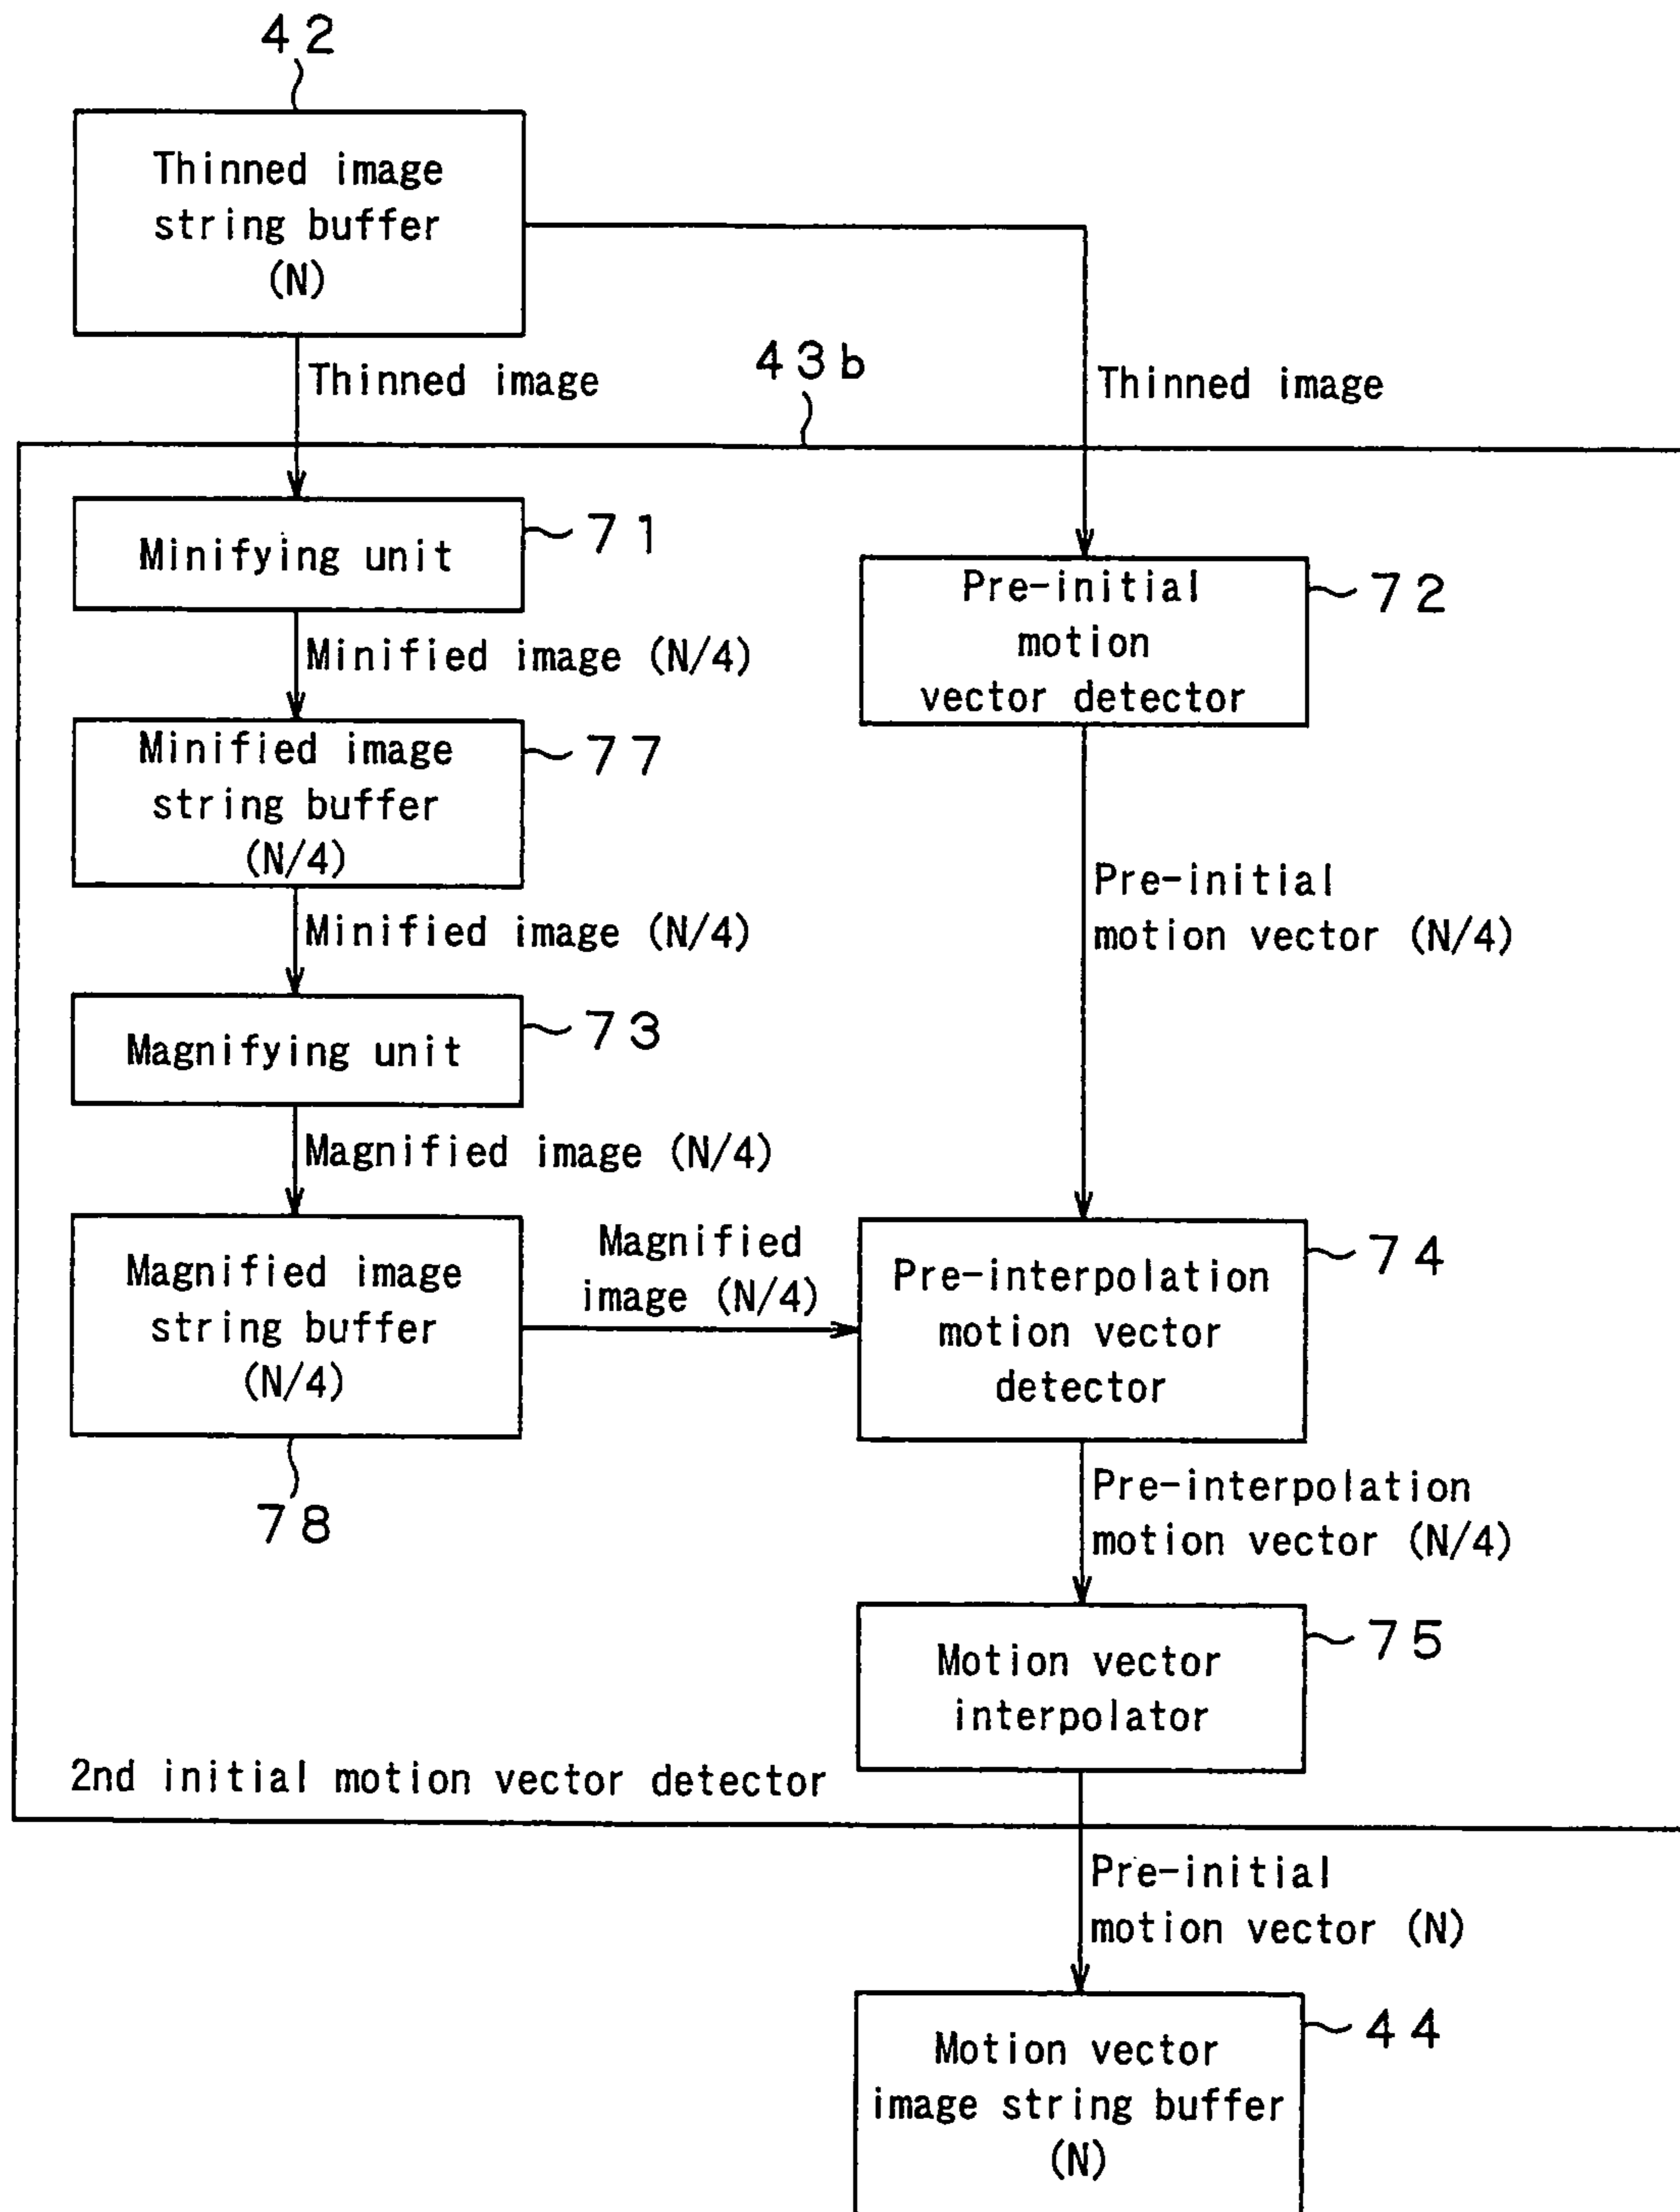 42
Thinned image
string buffer
(N)
Thinned image
43b
Thinned image
Minifying unit
71
Pre-initial
motion
vector detector
72
Minified image (N/4)
Minified image
string buffer
(N/4)
77
Pre-initial
motion vector (N/4)
Minified image (N/4)
Magnifying unit
73
Magnified image (N/4)
Magnified image
string buffer
(N/4)
78
Magnified
image (N/4)
Pre-interpolation
motion vector
detector
74
Pre-interpolation
motion vector (N/4)
Motion vector
interpolator
75
2nd initial motion vector detector
Pre-initial
motion vector (N)
Motion vector
image string buffer
(N)
44